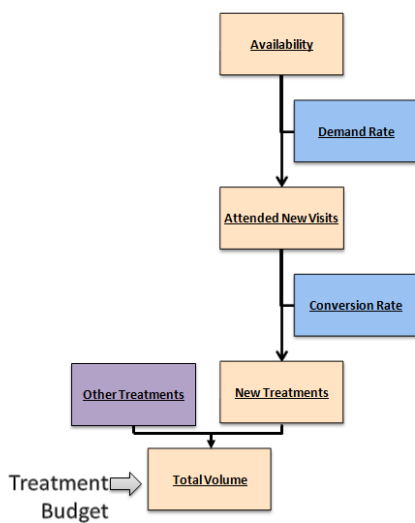 Availability
Demand Rate
Attended New Visits
Conversion Rate
Other Treatments
New Treatments
Total Volume
Treatment
Budget